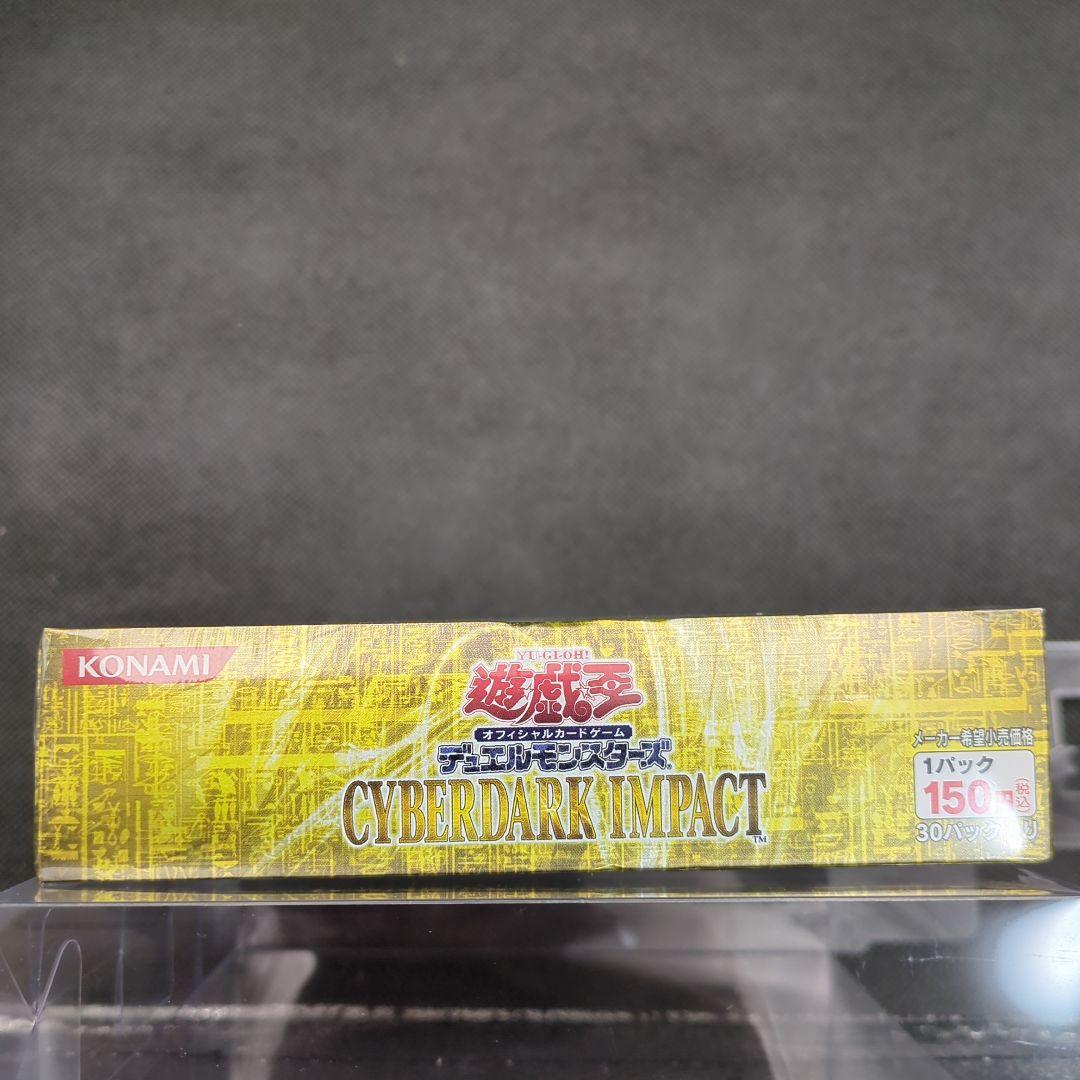 KONAMI
YU-GI-OH!
遊戯王
オフィシャルカードゲーム
デュエルモンスターズ
CYBERDARK IMPACT™
メーカー希望小売価格
1パック
150円(税込)
30パック入り